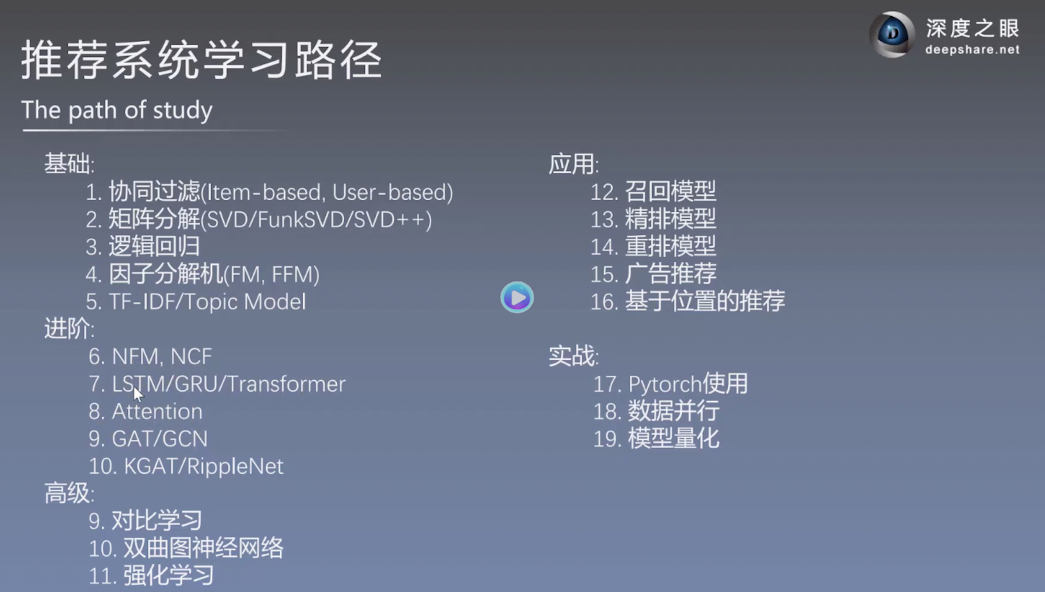 推荐系统学习路径
The path of study
深度之眼
deepshare.net
基础:
1. 协同过滤(Item-based, User-based)
2. 矩阵分解(SVD/FunkSVD/SVD++)
3. 逻辑回归
4. 因子分解机(FM, FFM)
5. TF-IDF/Topic Model
进阶:
6. NFM, NCF
7. LSTM/GRU/Transformer
8. Attention
9. GAT/GCN
10. KGAT/RippleNet
高级:
9. 对比学习
10. 双曲图神经网络
11. 强化学习
应用:
12. 召回模型
13. 精排模型
14. 重排模型
15. 广告推荐
16. 基于位置的推荐
实战:
17. Pytorch使用
18. 数据并行
19. 模型量化